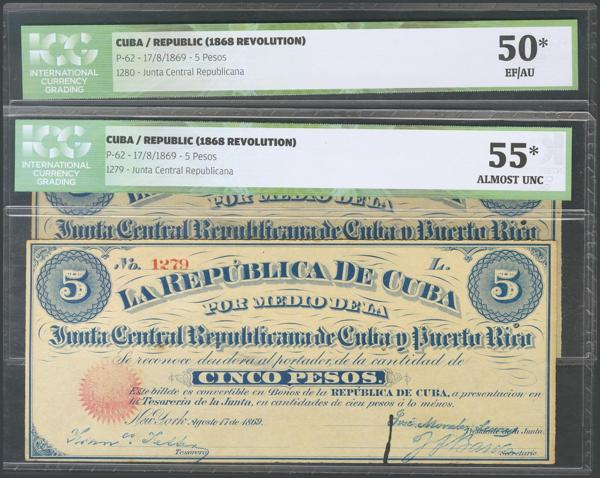 ICG
INTERNATIONAL
CURRENCY
GRADING
CUBA / REPUBLIC (1868 REVOLUTION)
P-62 - 17/8/1869 - 5 Pesos
1280 - Junta Central Republicana
50*
EF/AU
ICG
INTERNATIONAL
CURRENCY
GRADING
CUBA / REPUBLIC (1868 REVOLUTION)
P-62 - 17/8/1869 - 5 Pesos
1279 - Junta Central Republicana
55*
ALMOST UNC
POR MEDIO DE LA
Junta Central Republicana de Cuba y Puerto Rico
No. 1279
L.
5
LA REPÚBLICA DE CUBA
5
POR MEDIO DE LA
Junta Central Republicana de Cuba y Puerto Rico
Se reconoce deudora al portador, de la cantidad de
CINCO PESOS.
Este billete es convertible en Bonos de la REPÚBLICA DE CUBA, a presentacion en
la Tesorería de la Junta, en cantidades de cien pesos á lo ménos.
New York, Agosto 17 de 1869.
José Morales Lemus
la Junta.
Tesorero
Secretario.